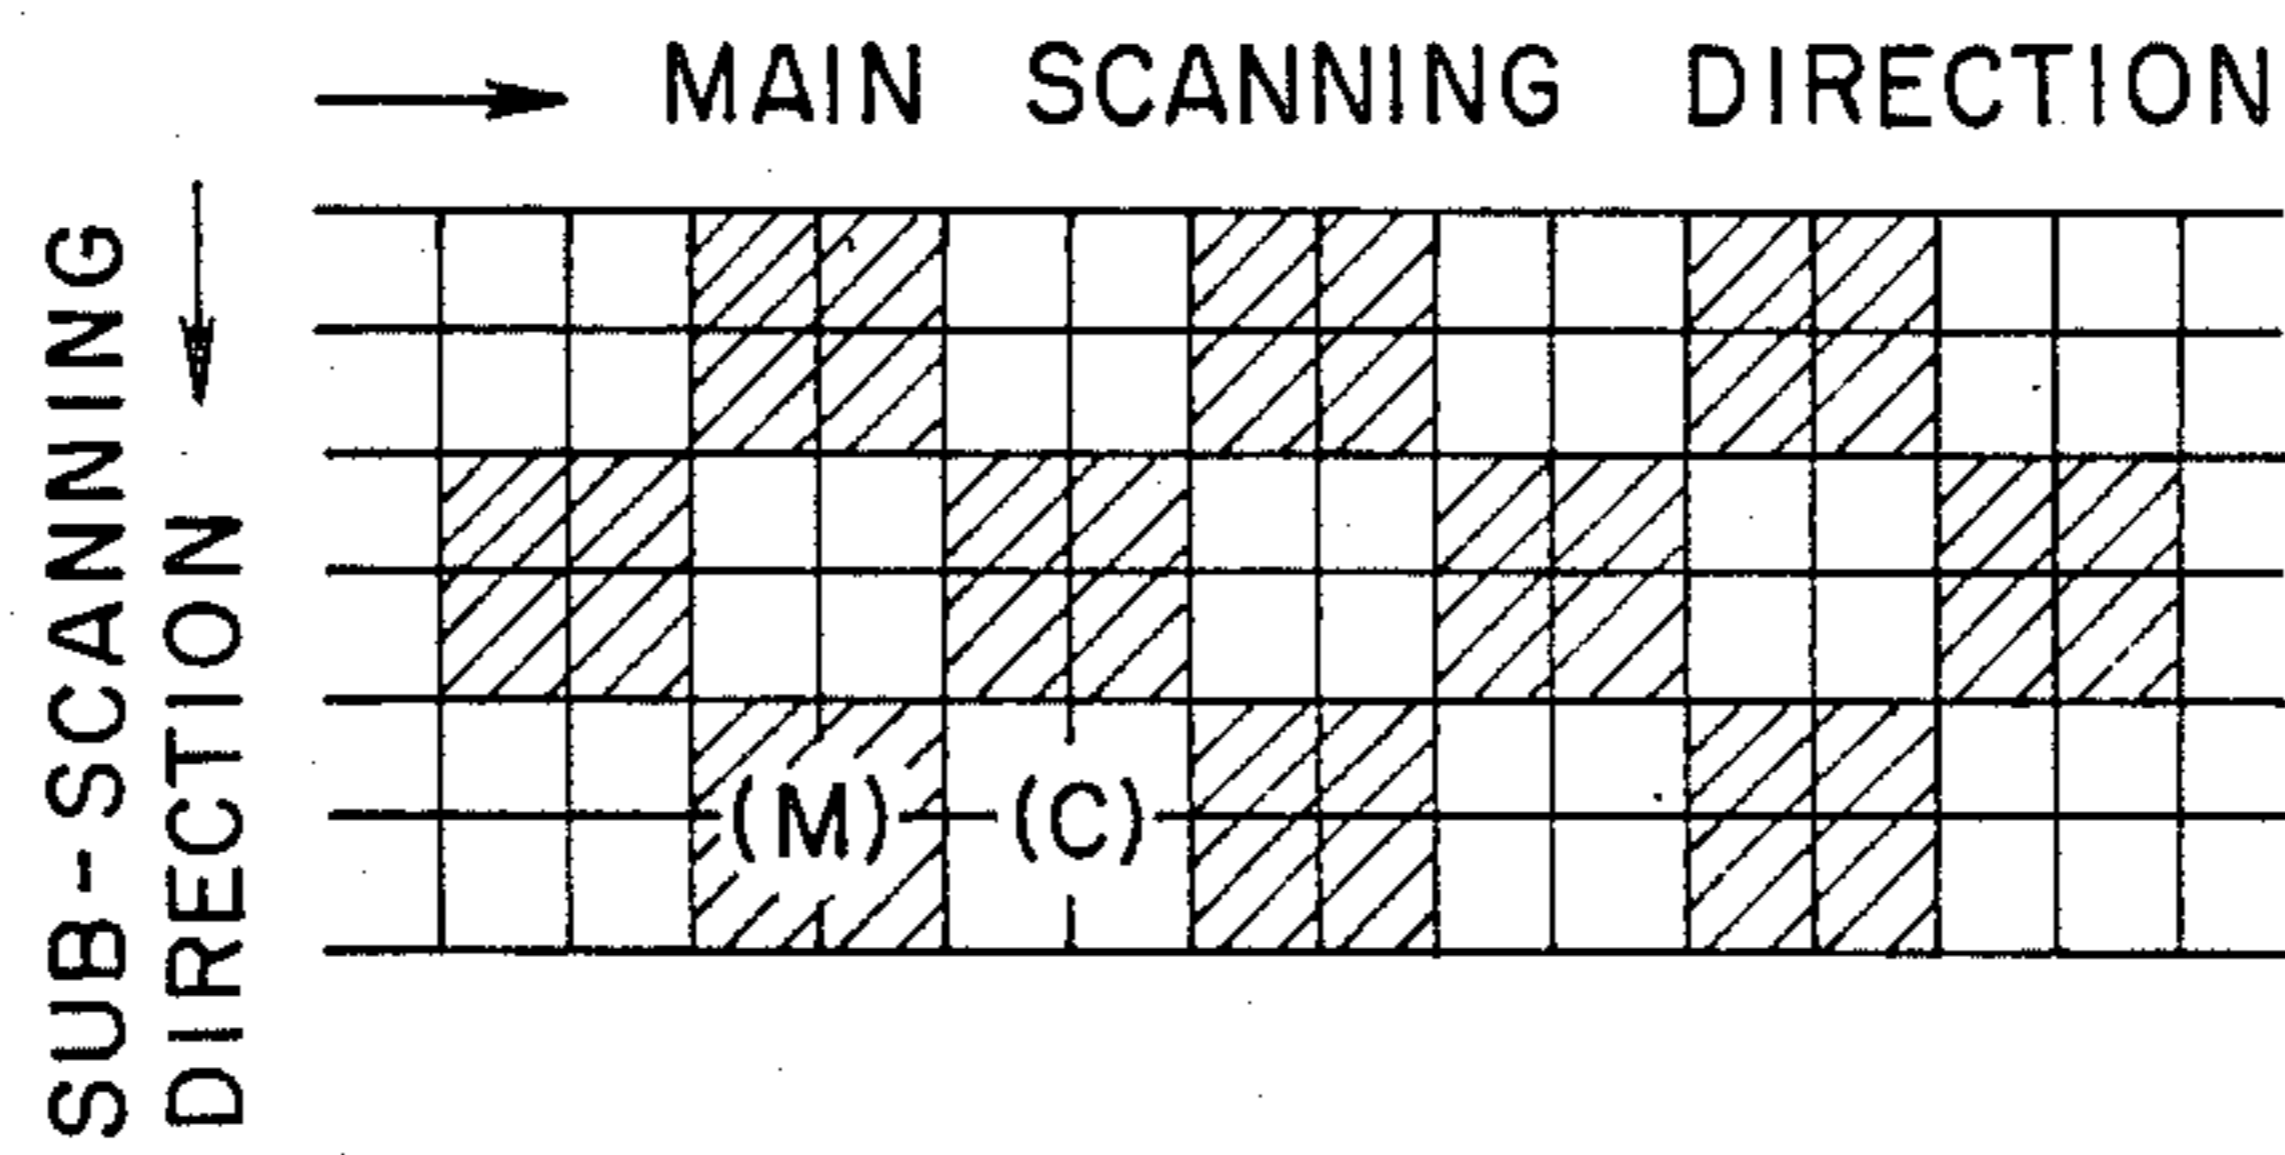 MAIN SCANNING DIRECTION
SUB-SCANNING
DIRECTION
(M) (C)